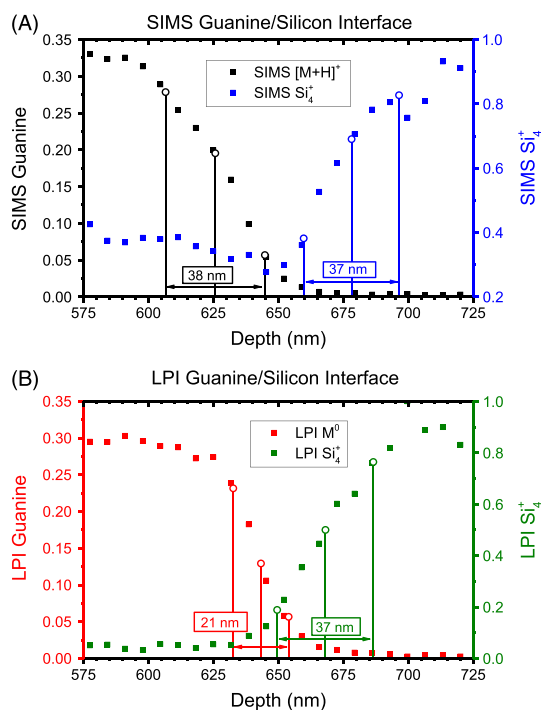 (A) SIMS Guanine/Silicon Interface
0.35
0.30
0.25
0.20
0.15
0.10
0.05
0.00
SIMS Guanine
SIMS [M+H]⁺
SIMS Si₄⁺
38 nm
37 nm
1.0
0.8
0.6
0.4
0.2
SIMS Si₄⁺
575 600 625 650 675 700 725
Depth (nm)
(B) LPI Guanine/Silicon Interface
0.35
0.30
0.25
0.20
0.15
0.10
0.05
0.00
LPI Guanine
LPI M⁰
LPI Si₄⁺
21 nm
37 nm
1.0
0.8
0.6
0.4
0.2
0.0
LPI Si₄⁺
575 600 625 650 675 700 725
Depth (nm)